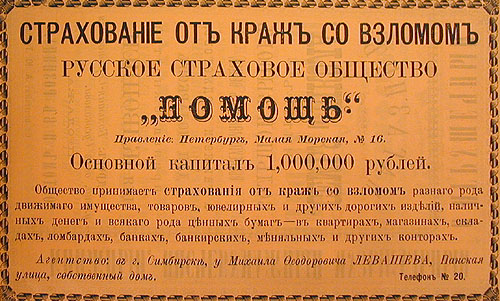 СТРАХОВАНІЕ ОТЪ КРАЖЪ СО ВЗЛОМОМЪ
РУССКОЕ СТРАХОВОЕ ОБЩЕСТВО
„ПОМОЩЬ“
Правленіе: Петербургъ, Малая Морская, № 16.
Основной капиталъ 1,000,000 рублей.
Общество принимаетъ страхованія отъ кражъ со взломомъ разнаго рода
движимаго имущества, товаровъ, ювелирныхъ и другихъ дорогихъ издѣлій, налич-
ныхъ денегъ и всякаго рода цѣнныхъ бумагъ—въ квартирахъ, магазинахъ, скла-
дахъ, ломбардахъ, банкахъ, банкирскихъ, мѣняльныхъ и другихъ конторахъ.
Агентство: въ г. Симбирскѣ, у Михаила Ѳеодоровича ЛЕВАШЕВА, Панская
улица, собственный домъ.
Телефонъ № 20.